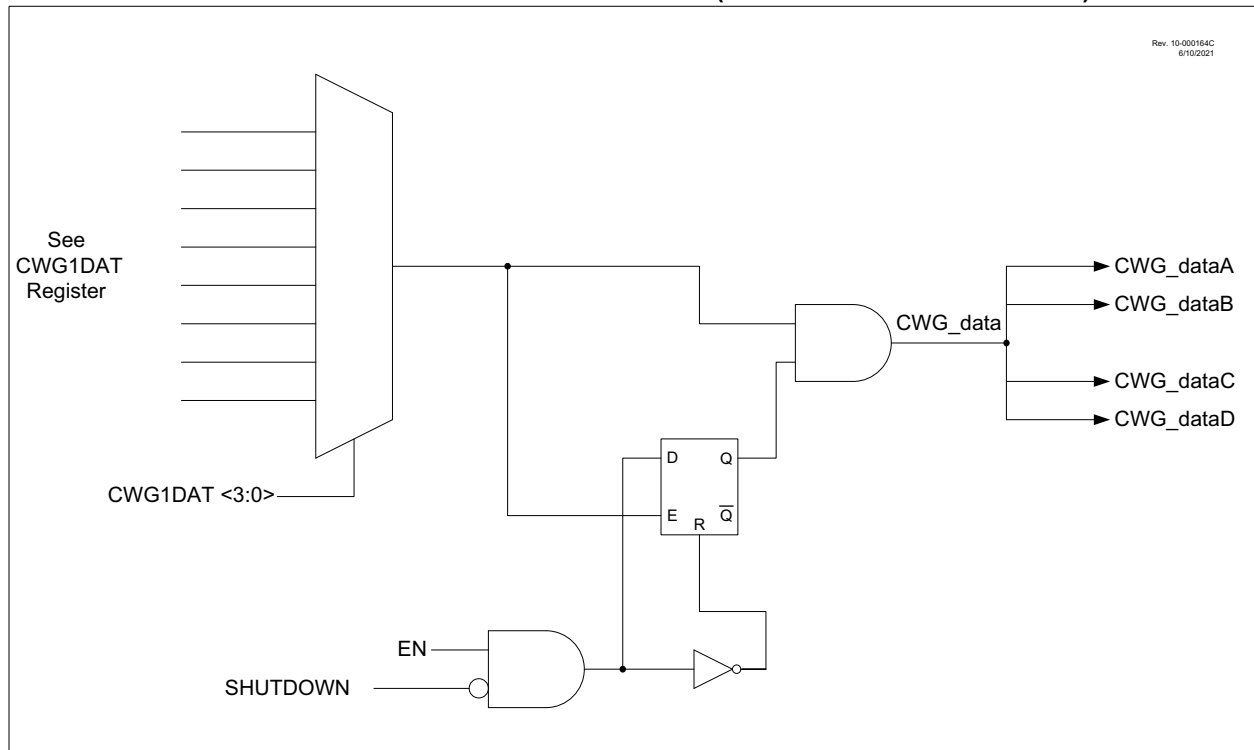 Rev. 10-000164C
6/10/2021
See
CWG1DAT
Register
CWG1DAT <3:0>
CWG_data
CWG_dataA
CWG_dataB
CWG_dataC
CWG_dataD
D
Q
E
R
Q̅
EN
SHUTDOWN